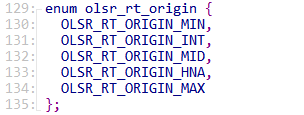 129: enum olsr_rt_origin {
130:   OLSR_RT_ORIGIN_MIN,
131:   OLSR_RT_ORIGIN_INT,
132:   OLSR_RT_ORIGIN_MID,
133:   OLSR_RT_ORIGIN_HNA,
134:   OLSR_RT_ORIGIN_MAX
135: };